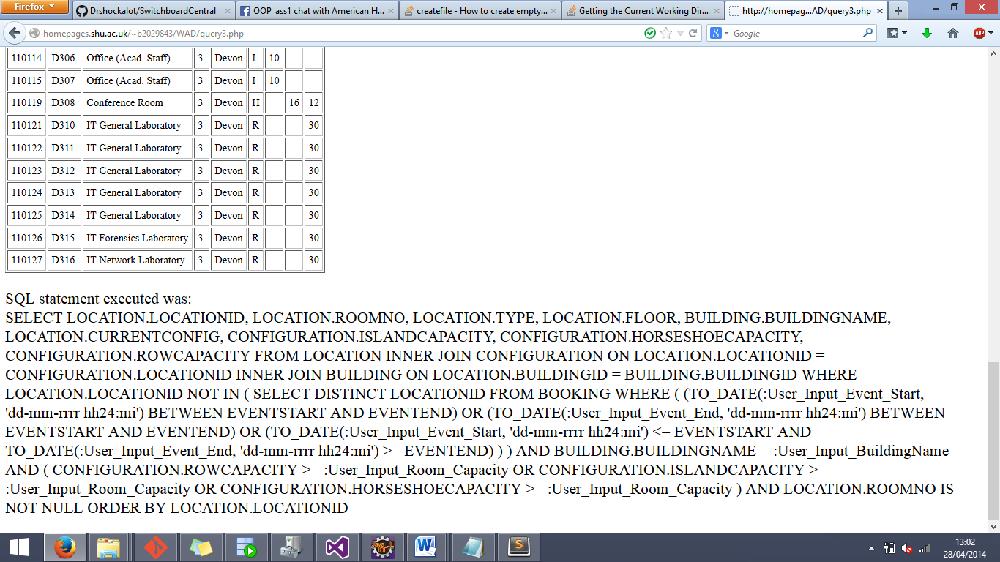 Firefox
Drshockalot/SwitchboardCentral
OOP_ass1 chat with American H...
createfile - How to create empty...
Getting the Current Working Dir...
http://homepag...AD/query3.php
homepages.shu.ac.uk/~b2029843/WAD/query3.php
Google
ABP
110114 D306 Office (Acad. Staff) 3 Devon I 10
110115 D307 Office (Acad. Staff) 3 Devon I 10
110119 D308 Conference Room 3 Devon H 16 12
110121 D310 IT General Laboratory 3 Devon R 30
110122 D311 IT General Laboratory 3 Devon R 30
110123 D312 IT General Laboratory 3 Devon R 30
110124 D313 IT General Laboratory 3 Devon R 30
110125 D314 IT General Laboratory 3 Devon R 30
110126 D315 IT Forensics Laboratory 3 Devon R 30
110127 D316 IT Network Laboratory 3 Devon R 30
SQL statement executed was:
SELECT LOCATION.LOCATIONID, LOCATION.ROOMNO, LOCATION.TYPE, LOCATION.FLOOR, BUILDING.BUILDINGNAME,
LOCATION.CURRENTCONFIG, CONFIGURATION.ISLANDCAPACITY, CONFIGURATION.HORSESHOECAPACITY,
CONFIGURATION.ROWCAPACITY FROM LOCATION INNER JOIN CONFIGURATION ON LOCATION.LOCATIONID =
CONFIGURATION.LOCATIONID INNER JOIN BUILDING ON LOCATION.BUILDINGID = BUILDING.BUILDINGID WHERE
LOCATION.LOCATIONID NOT IN ( SELECT DISTINCT LOCATIONID FROM BOOKING WHERE ( (TO_DATE(:User_Input_Event_Start,
'dd-mm-rrrr hh24:mi') BETWEEN EVENTSTART AND EVENTEND) OR (TO_DATE(:User_Input_Event_End, 'dd-mm-rrrr hh24:mi') BETWEEN
EVENTSTART AND EVENTEND) OR (TO_DATE(:User_Input_Event_Start, 'dd-mm-rrrr hh24:mi') <= EVENTSTART AND
TO_DATE(:User_Input_Event_End, 'dd-mm-rrrr hh24:mi') >= EVENTEND) ) ) AND BUILDING.BUILDINGNAME = :User_Input_BuildingName
AND ( CONFIGURATION.ROWCAPACITY >= :User_Input_Room_Capacity OR CONFIGURATION.ISLANDCAPACITY >=
:User_Input_Room_Capacity OR CONFIGURATION.HORSESHOECAPACITY >= :User_Input_Room_Capacity ) AND LOCATION.ROOMNO IS
NOT NULL ORDER BY LOCATION.LOCATIONID
Java EE
IDE
13:02
28/04/2014